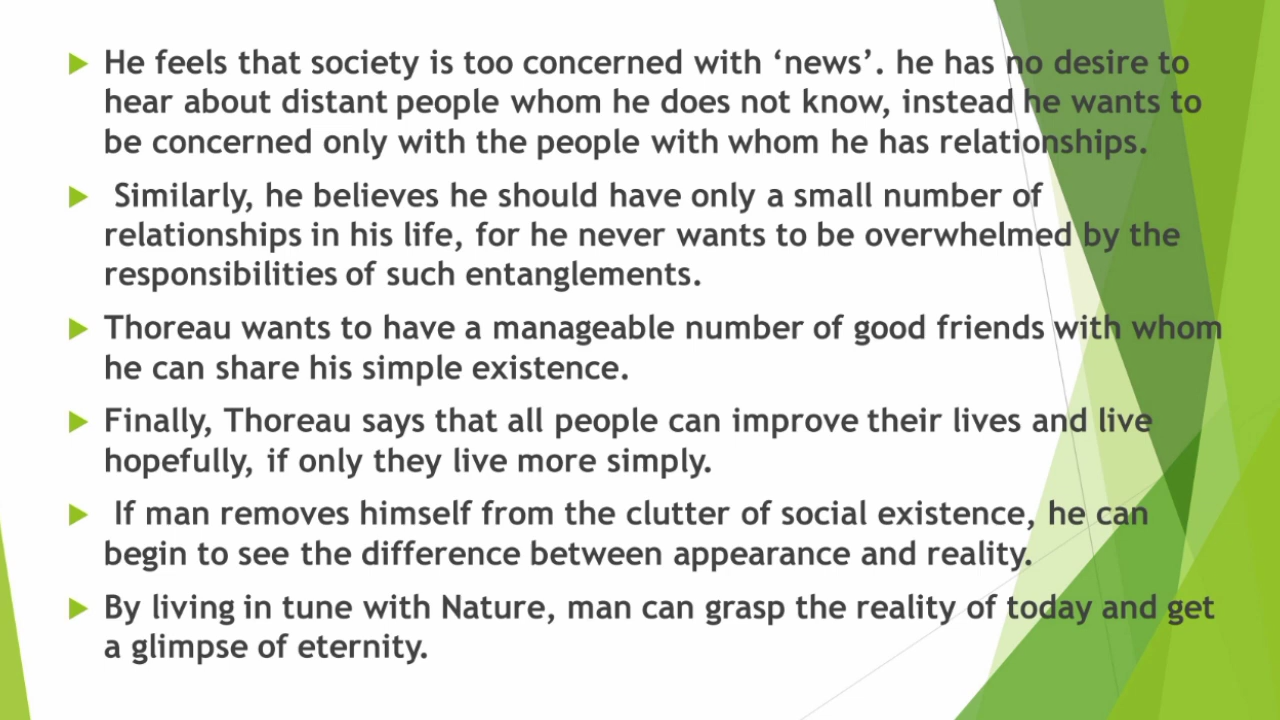 He feels that society is too concerned with ‘news’. he has no desire to
hear about distant people whom he does not know, instead he wants to
be concerned only with the people with whom he has relationships.
Similarly, he believes he should have only a small number of
relationships in his life, for he never wants to be overwhelmed by the
responsibilities of such entanglements.
Thoreau wants to have a manageable number of good friends with whom
he can share his simple existence.
Finally, Thoreau says that all people can improve their lives and live
hopefully, if only they live more simply.
If man removes himself from the clutter of social existence, he can
begin to see the difference between appearance and reality.
By living in tune with Nature, man can grasp the reality of today and get
a glimpse of eternity.